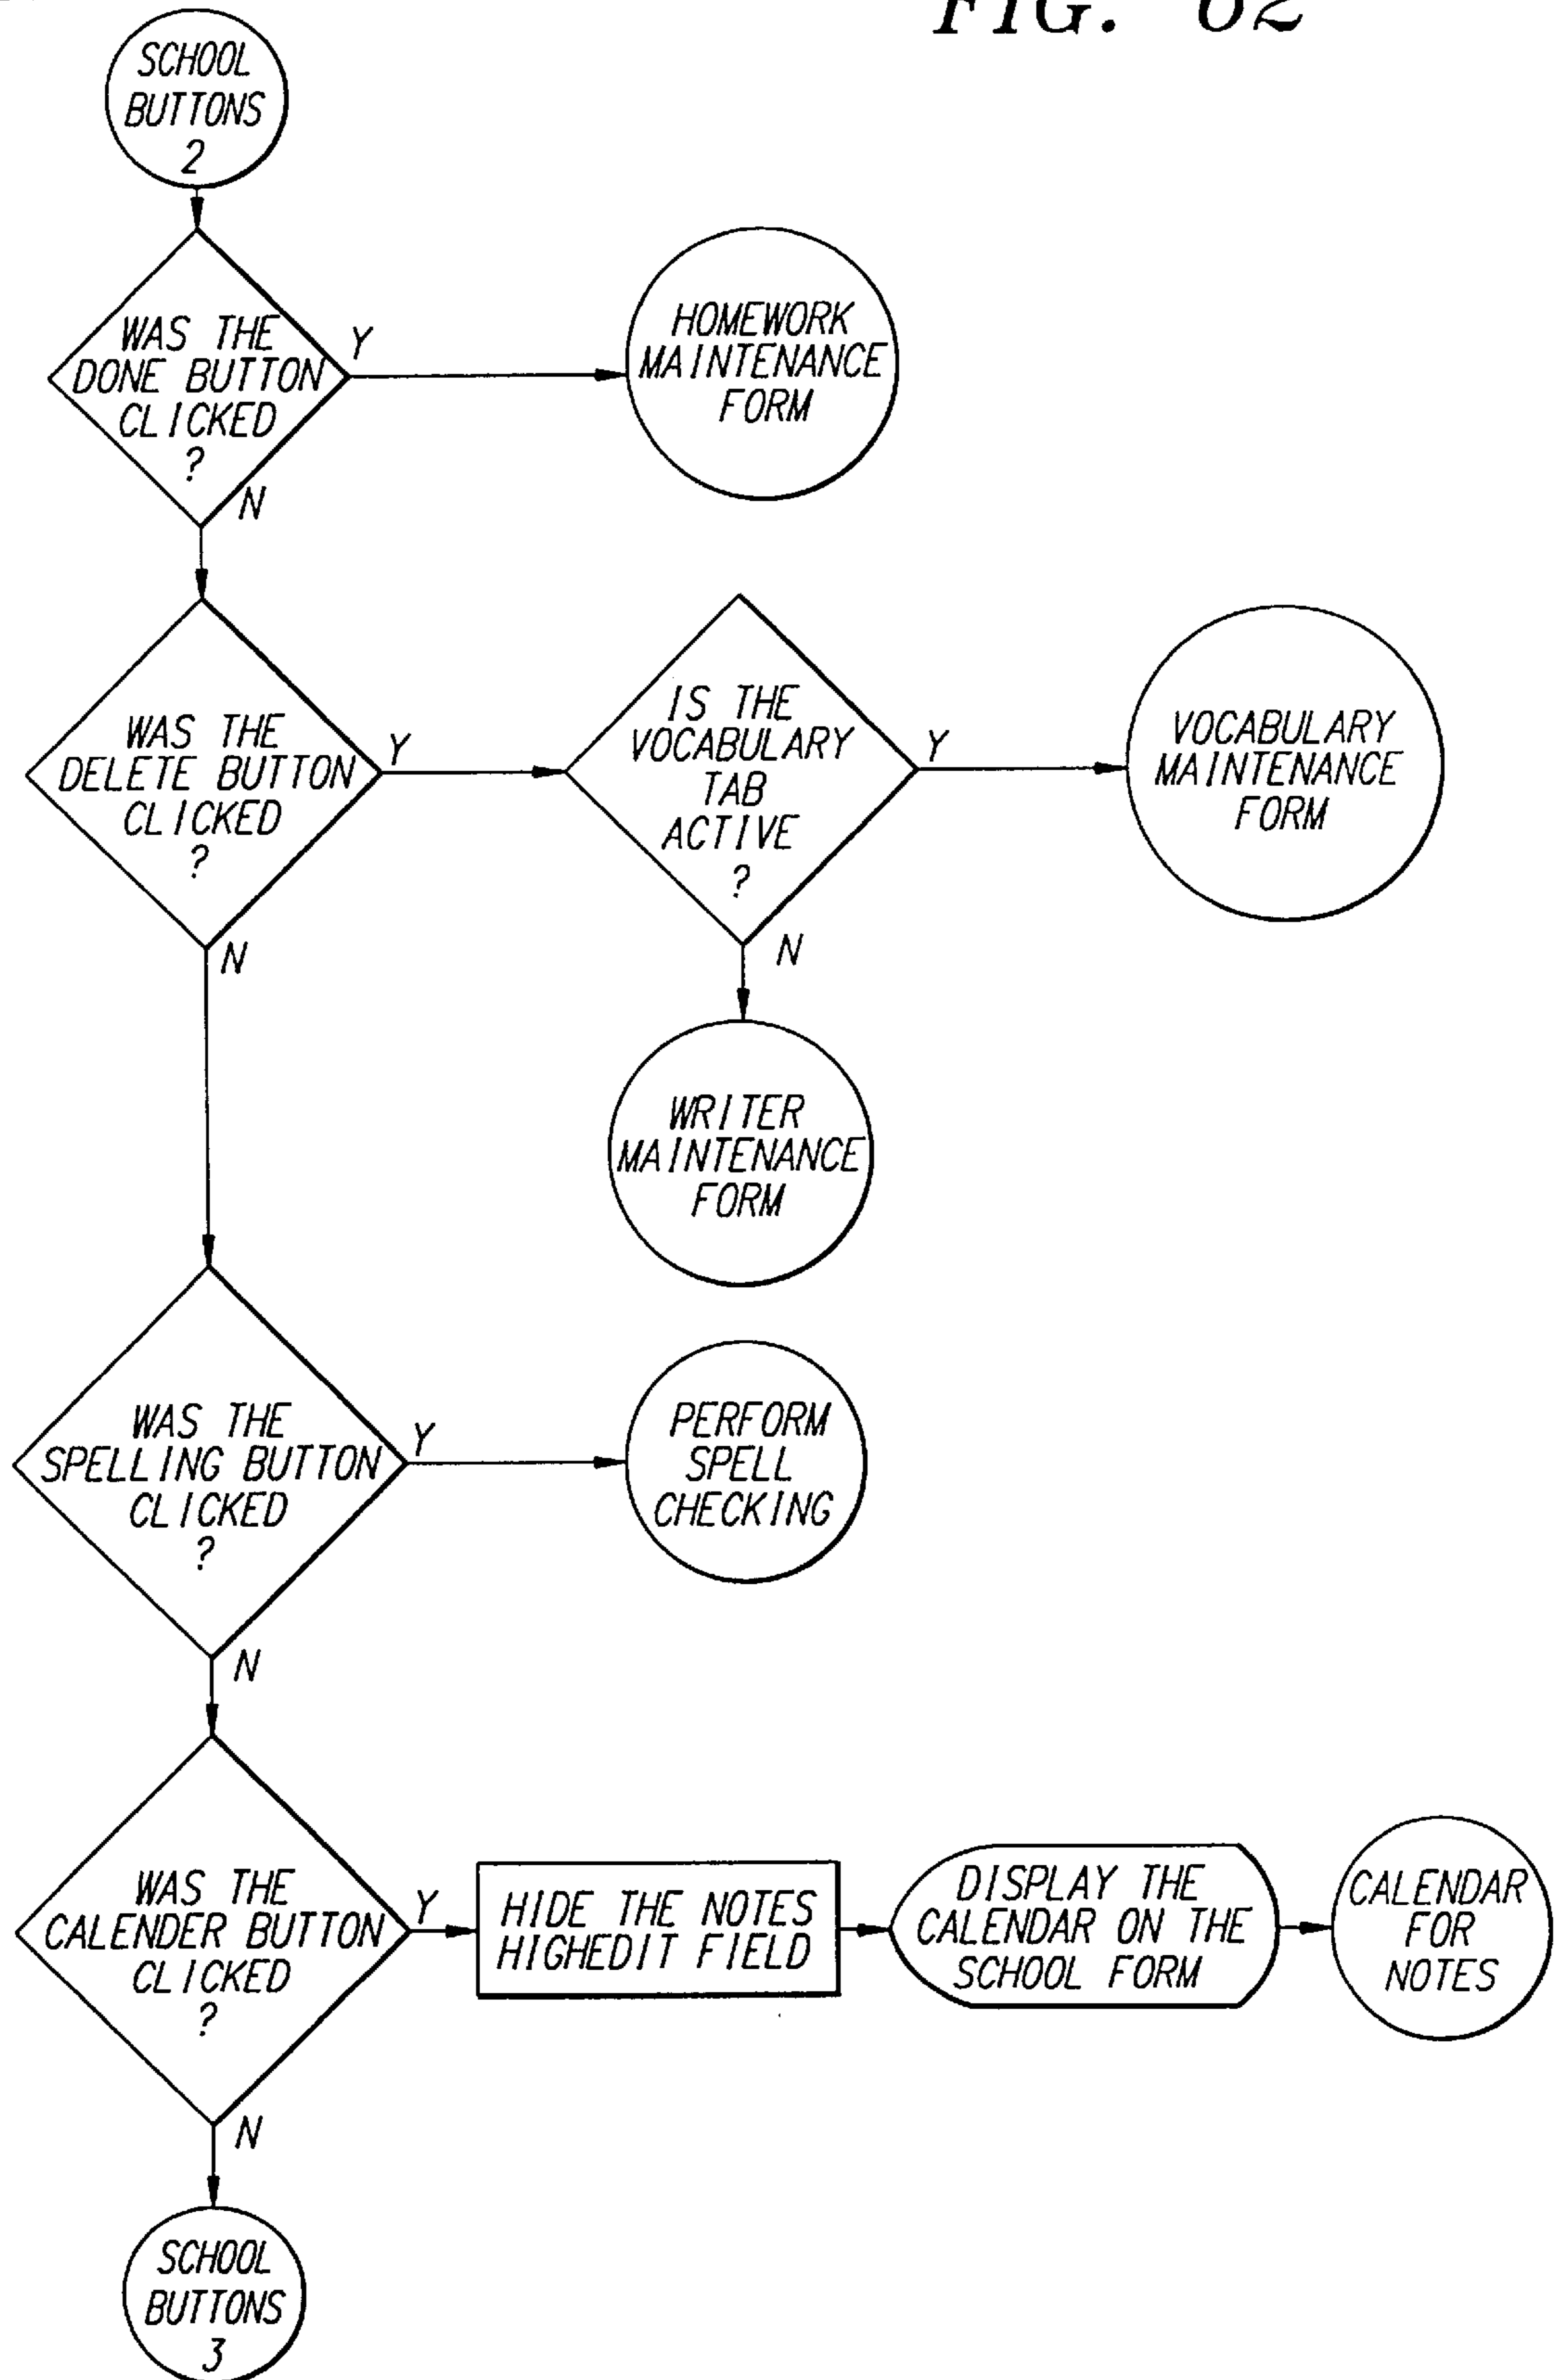 FIG. 62
SCHOOL
BUTTONS
2
WAS THE
DONE BUTTON
CLICKED
?
Y
N
HOMEWORK
MAINTENANCE
FORM
WAS THE
DELETE BUTTON
CLICKED
?
Y
N
IS THE
VOCABULARY
TAB
ACTIVE
?
Y
N
VOCABULARY
MAINTENANCE
FORM
WRITER
MAINTENANCE
FORM
WAS THE
SPELLING BUTTON
CLICKED
?
Y
N
PERFORM
SPELL
CHECKING
WAS THE
CALENDER BUTTON
CLICKED
?
Y
N
HIDE THE NOTES
HIGHEDIT FIELD
DISPLAY THE
CALENDAR ON THE
SCHOOL FORM
CALENDAR
FOR
NOTES
SCHOOL
BUTTONS
3